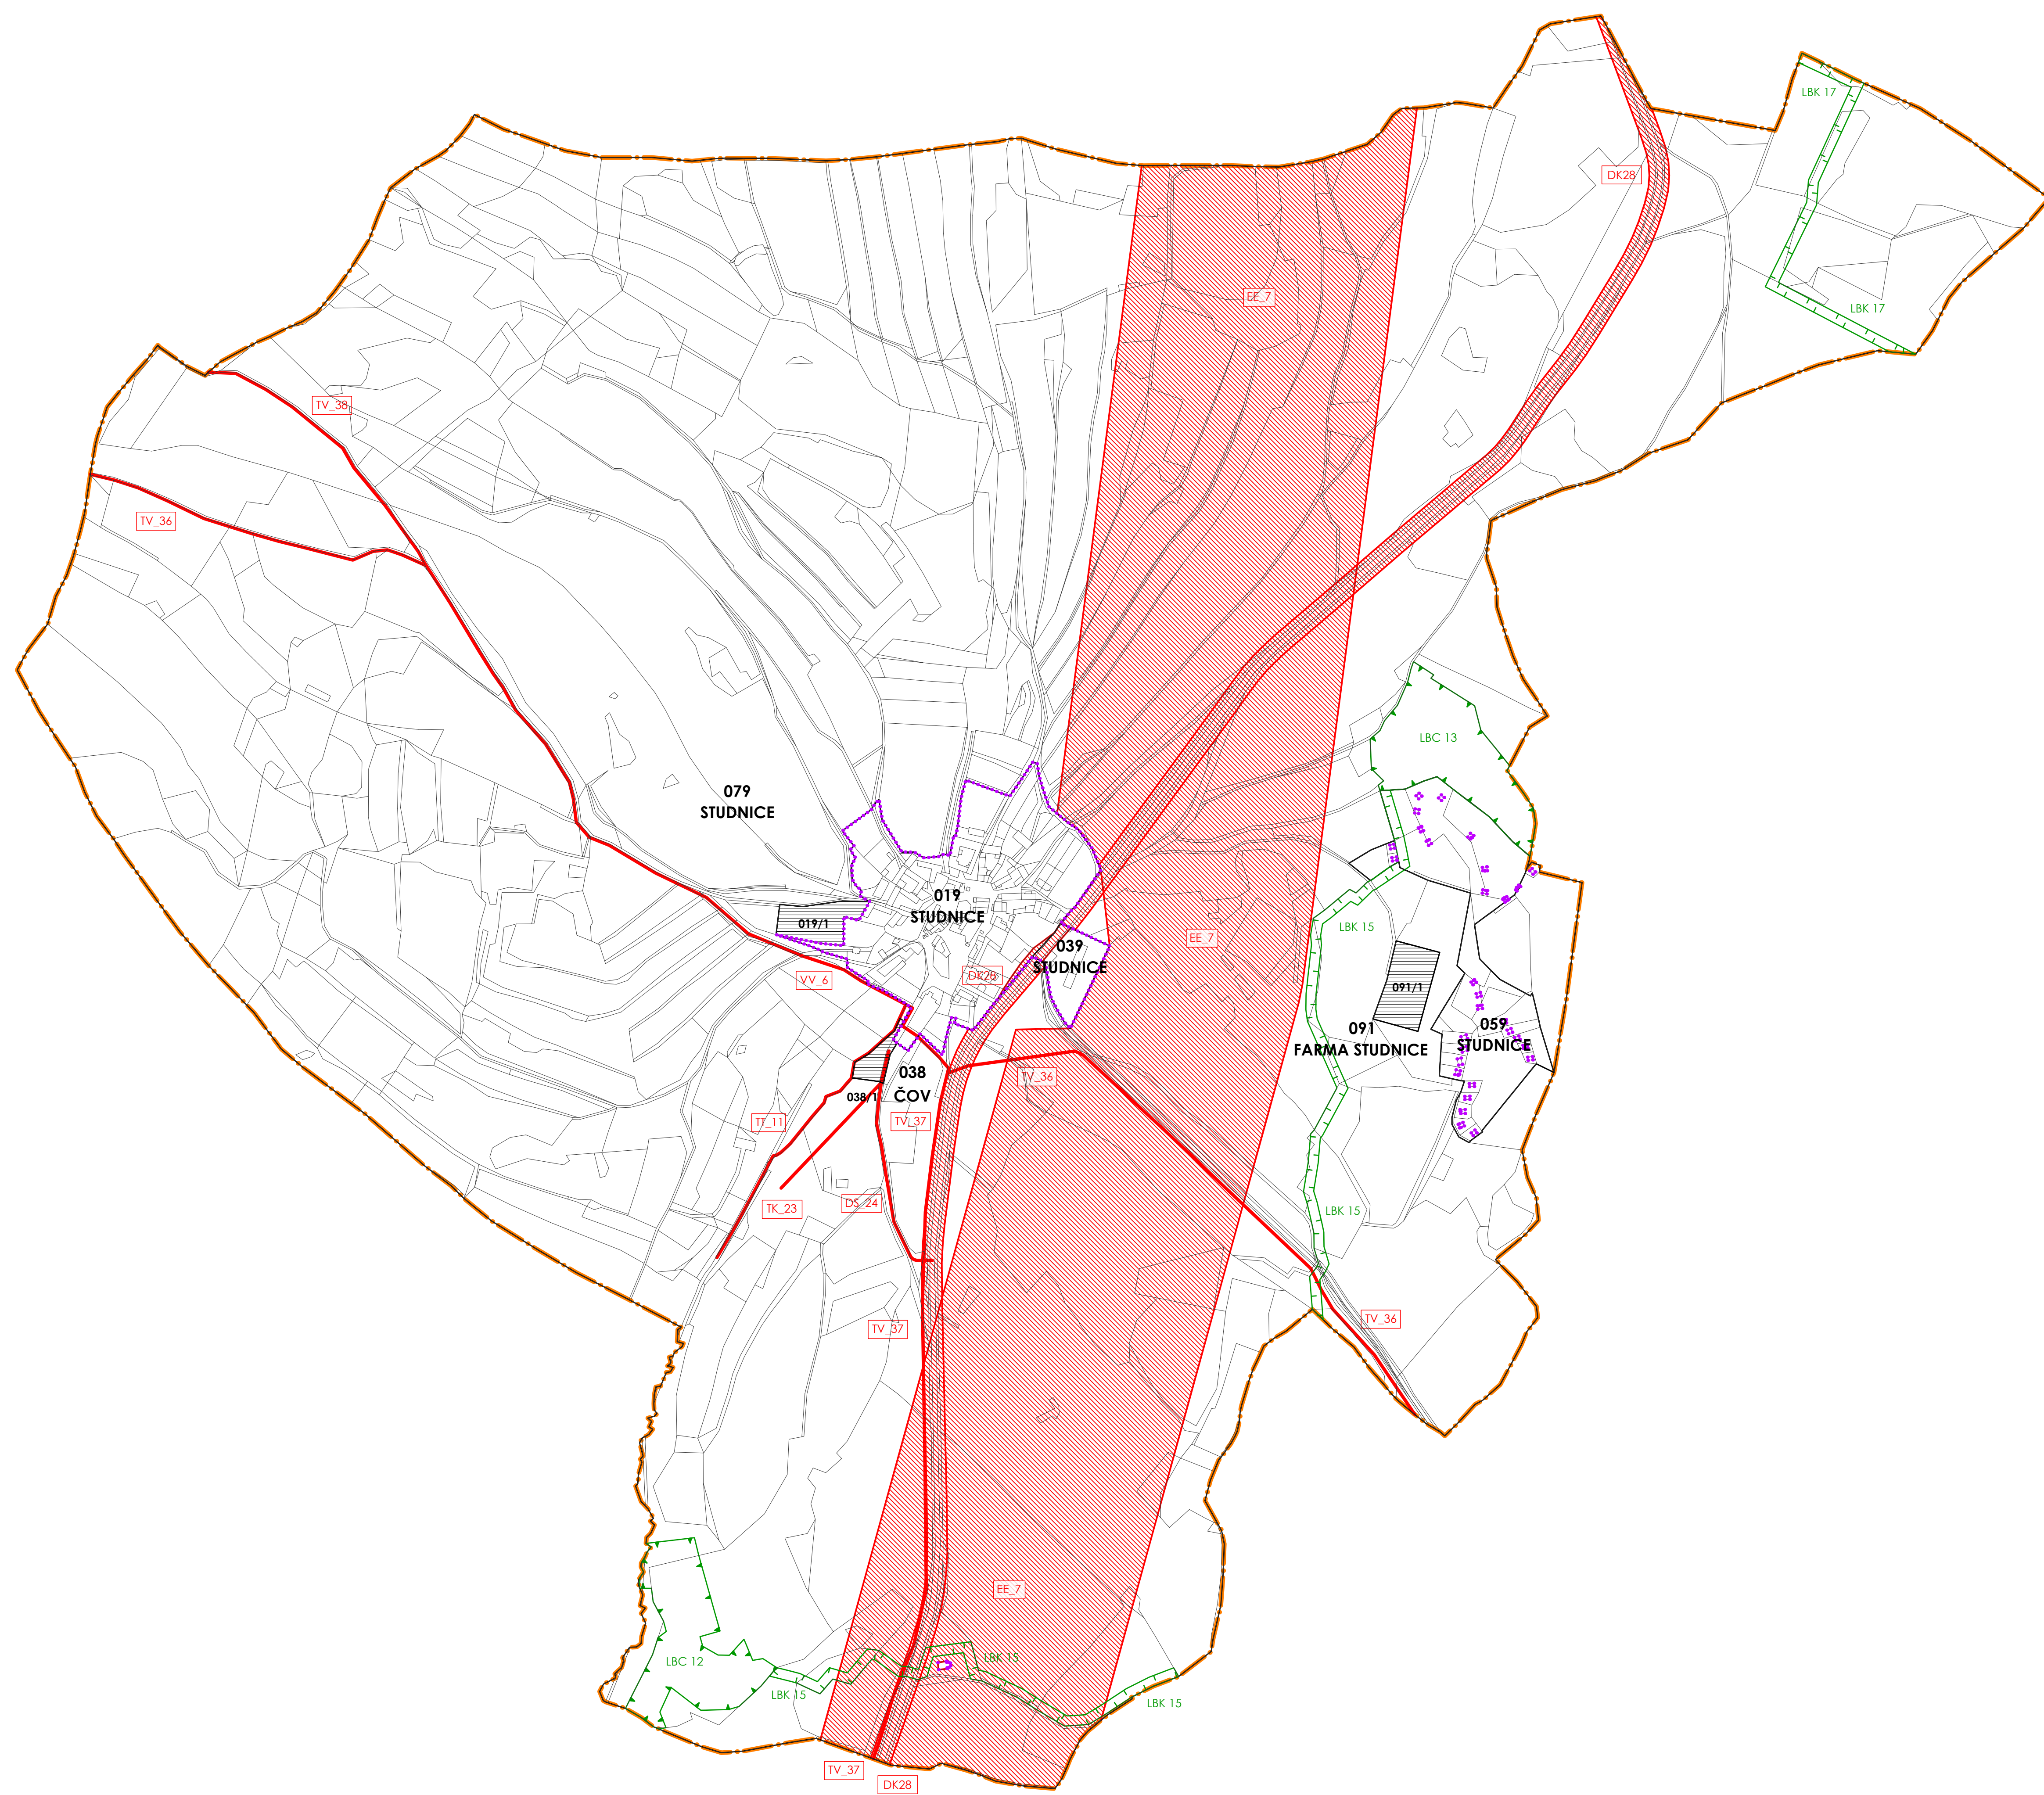 LBK 17
DK28
EE_7
LBK 17
TV_38
TV_36
LBC 13
079
STUDNICE
019
STUDNICE
019/1
LBK 15
EE_7
039
STUDNICE
DK28
VV_6
091/1
091
FARMA STUDNICE
059
STUDNICE
038
ČOV
038/1
TV_36
TT_11
TV_37
TK_23
DS_24
LBK 15
TV_36
TV_37
EE_7
LBC 12
LBK 15
LBK 15
LBK 15
TV_37
DK28